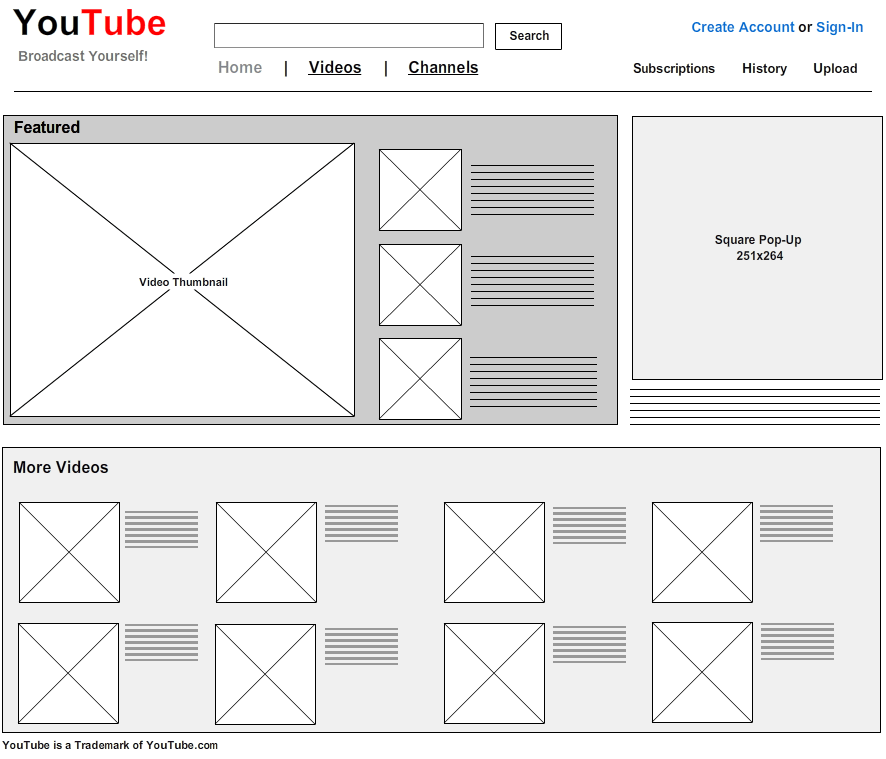 YouTube
Broadcast Yourself!
Search
Create Account or Sign-In
Home | Videos | Channels
Subscriptions History Upload
Featured
Video Thumbnail
Square Pop-Up
251x264
More Videos
YouTube is a Trademark of YouTube.com